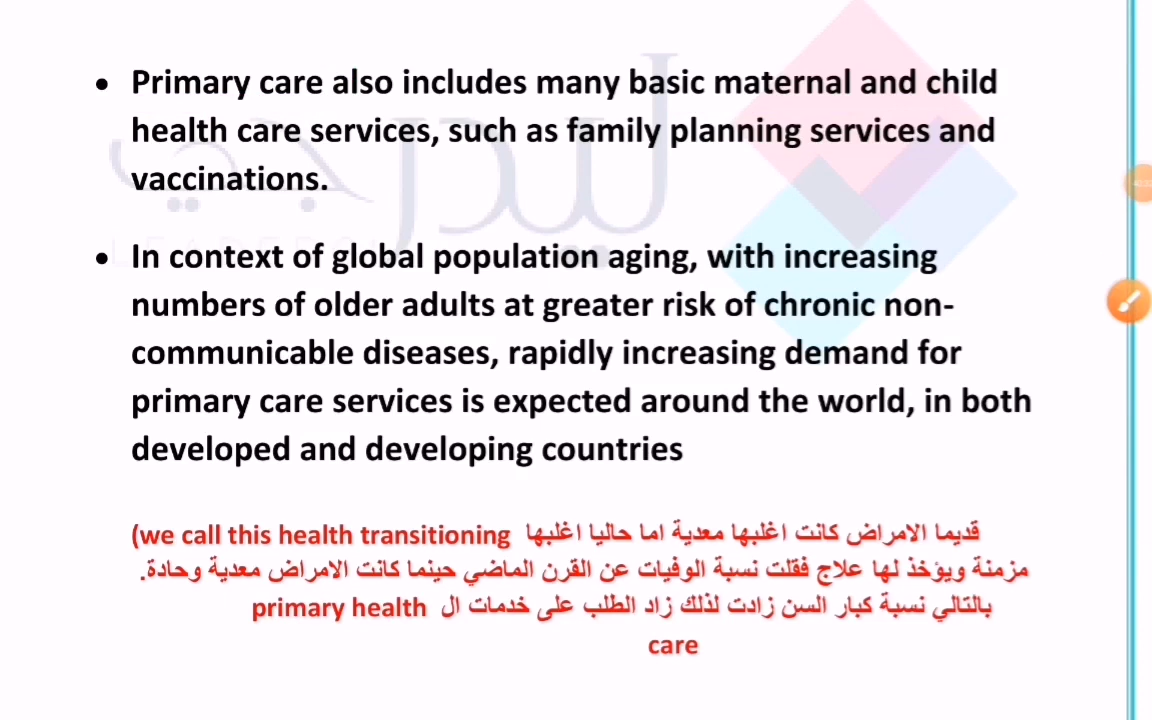 • Primary care also includes many basic maternal and child
health care services, such as family planning services and
vaccinations.
• In context of global population aging, with increasing
numbers of older adults at greater risk of chronic non-
communicable diseases, rapidly increasing demand for
primary care services is expected around the world, in both
developed and developing countries
قديما الامراض كانت اغلبها معدية اما حاليا اغلبها we call this health transitioning)
مزمنة ويؤخذ لها علاج فقلت نسبة الوفيات عن القرن الماضي حينما كانت الامراض معدية وحادة.
بالتالي نسبة كبار السن زادت لذلك زاد الطلب على خدمات ال primary health
care
ليدرجي